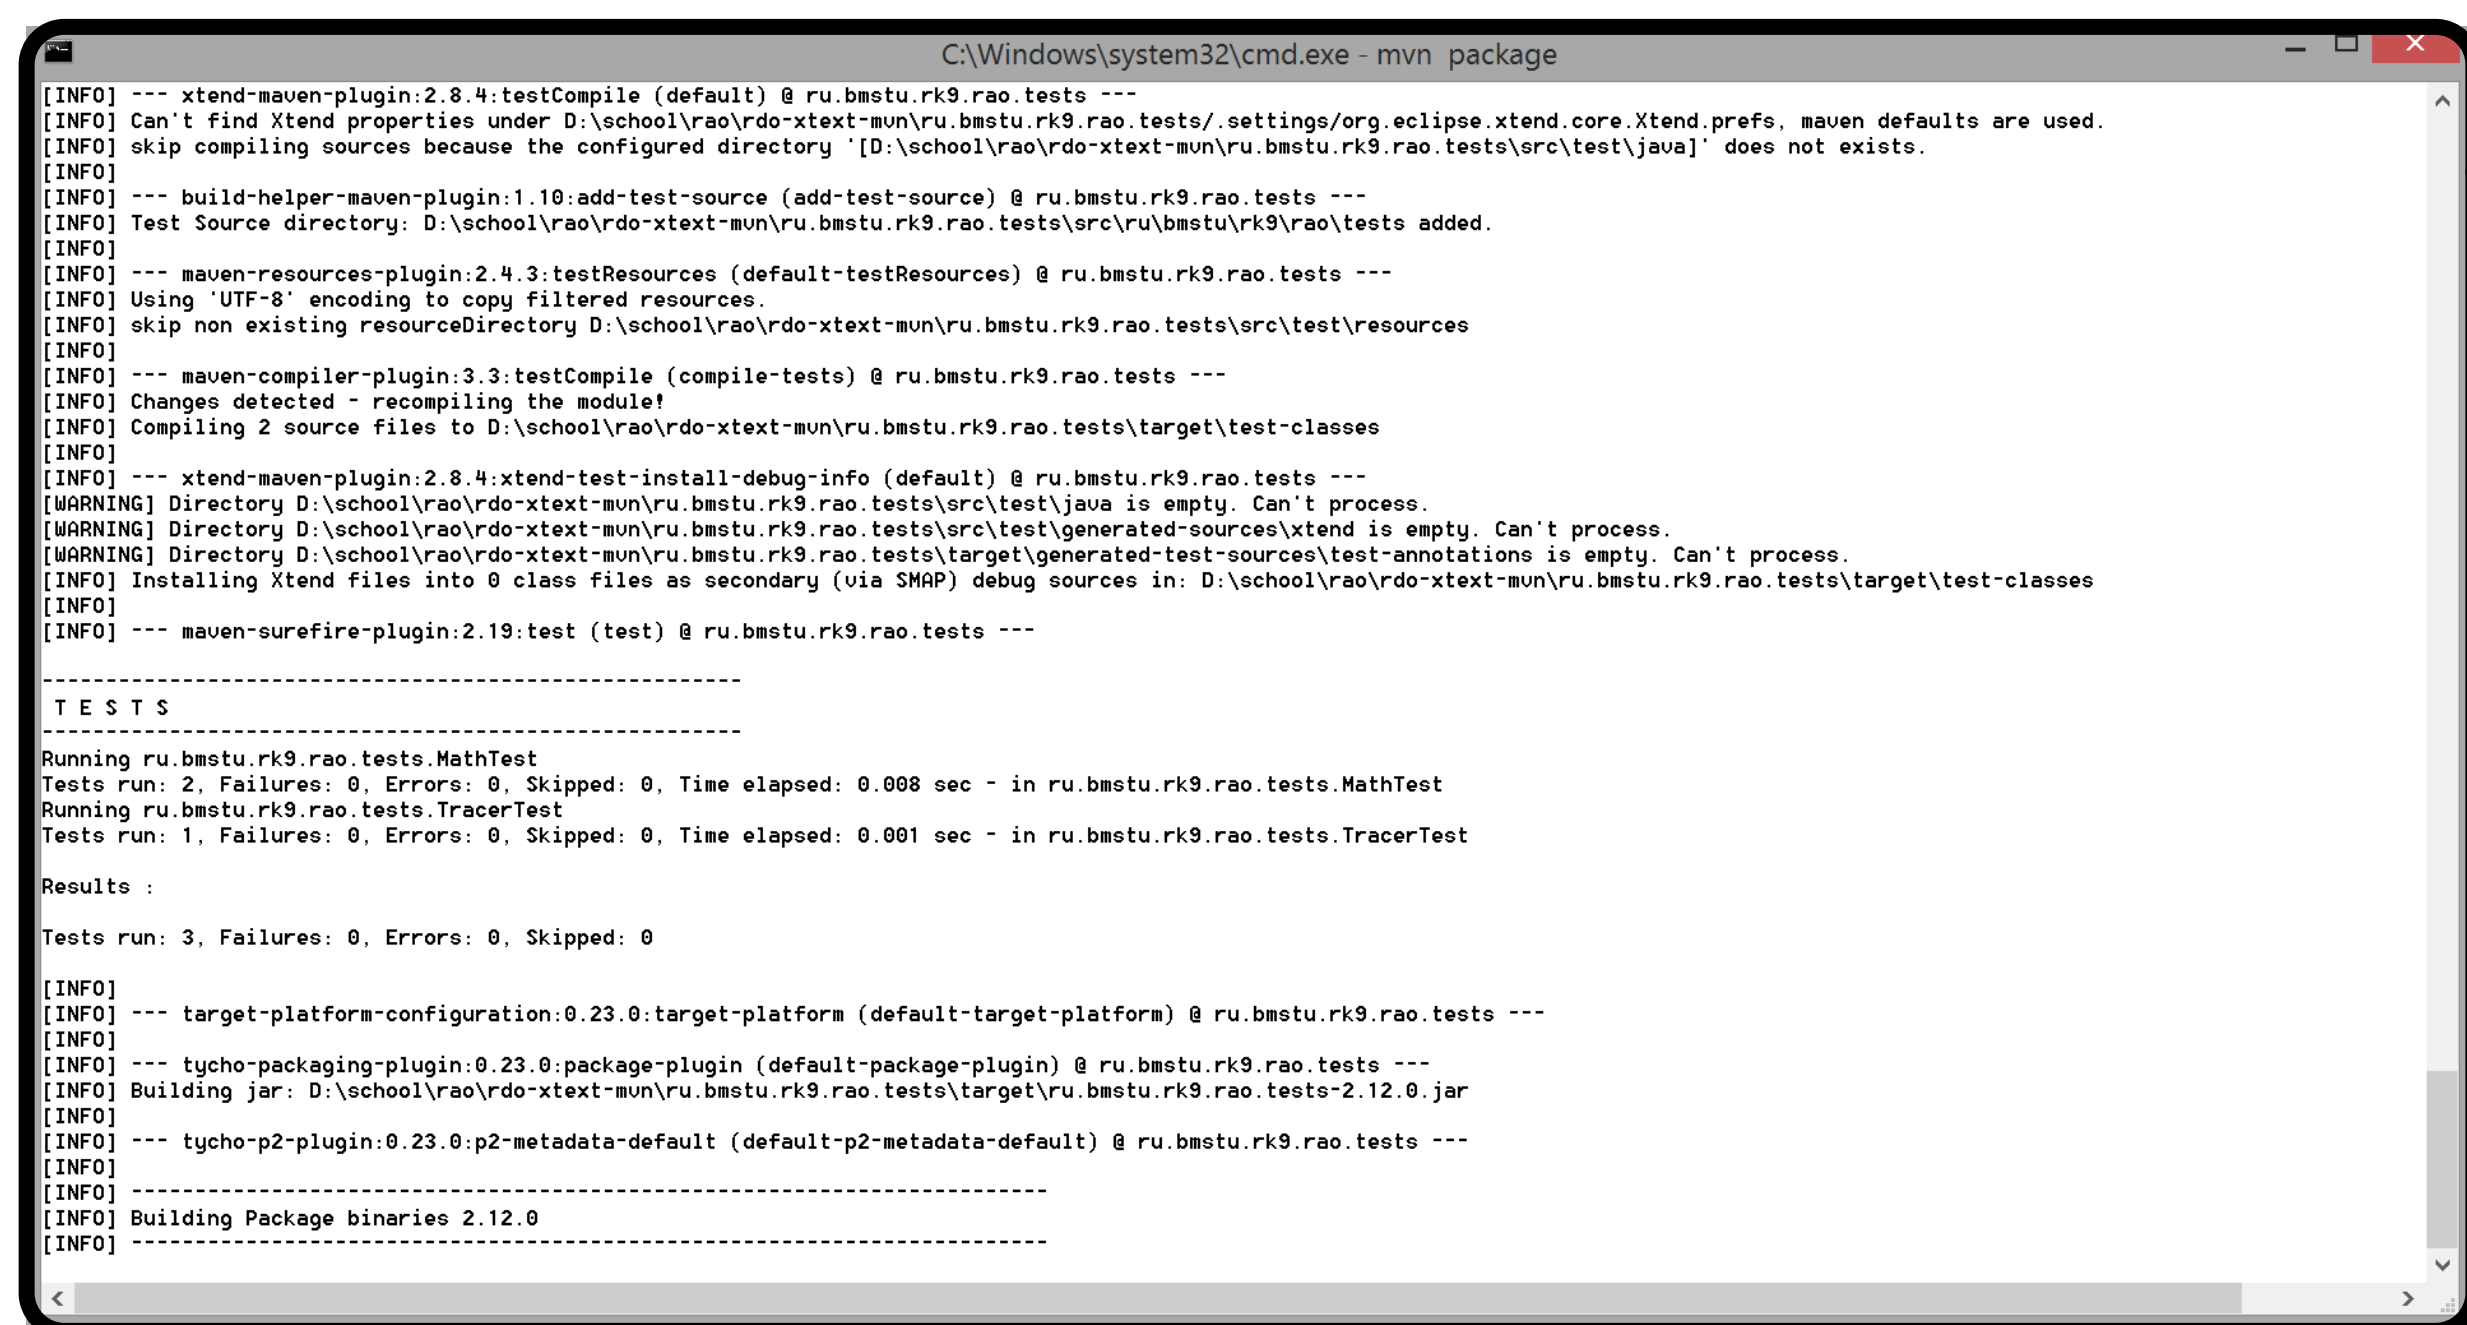 C:\Windows\system32\cmd.exe - mvn  package
[INFO] --- xtend-maven-plugin:2.8.4:testCompile (default) @ ru.bmstu.rk9.rao.tests ---
[INFO] Can't find Xtend properties under D:\school\rao\rdo-xtext-mvn\ru.bmstu.rk9.rao.tests/.settings/org.eclipse.xtend.core.Xtend.prefs, maven defaults are used.
[INFO] skip compiling sources because the configured directory '[D:\school\rao\rdo-xtext-mvn\ru.bmstu.rk9.rao.tests\src\test\java]' does not exists.
[INFO]
[INFO] --- build-helper-maven-plugin:1.10:add-test-source (add-test-source) @ ru.bmstu.rk9.rao.tests ---
[INFO] Test Source directory: D:\school\rao\rdo-xtext-mvn\ru.bmstu.rk9.rao.tests\src\ru\bmstu\rk9\rao\tests added.
[INFO]
[INFO] --- maven-resources-plugin:2.4.3:testResources (default-testResources) @ ru.bmstu.rk9.rao.tests ---
[INFO] Using 'UTF-8' encoding to copy filtered resources.
[INFO] skip non existing resourceDirectory D:\school\rao\rdo-xtext-mvn\ru.bmstu.rk9.rao.tests\src\test\resources
[INFO]
[INFO] --- maven-compiler-plugin:3.3:testCompile (compile-tests) @ ru.bmstu.rk9.rao.tests ---
[INFO] Changes detected - recompiling the module!
[INFO] Compiling 2 source files to D:\school\rao\rdo-xtext-mvn\ru.bmstu.rk9.rao.tests\target\test-classes
[INFO]
[INFO] --- xtend-maven-plugin:2.8.4:xtend-test-install-debug-info (default) @ ru.bmstu.rk9.rao.tests ---
[WARNING] Directory D:\school\rao\rdo-xtext-mvn\ru.bmstu.rk9.rao.tests\src\test\java is empty. Can't process.
[WARNING] Directory D:\school\rao\rdo-xtext-mvn\ru.bmstu.rk9.rao.tests\src\test\generated-sources\xtend is empty. Can't process.
[WARNING] Directory D:\school\rao\rdo-xtext-mvn\ru.bmstu.rk9.rao.tests\target\generated-test-sources\test-annotations is empty. Can't process.
[INFO] Installing Xtend files into 0 class files as secondary (via SMAP) debug sources in: D:\school\rao\rdo-xtext-mvn\ru.bmstu.rk9.rao.tests\target\test-classes
[INFO]
[INFO] --- maven-surefire-plugin:2.19:test (test) @ ru.bmstu.rk9.rao.tests ---
-------------------------------------------------------
 T E S T S
-------------------------------------------------------
Running ru.bmstu.rk9.rao.tests.MathTest
Tests run: 2, Failures: 0, Errors: 0, Skipped: 0, Time elapsed: 0.008 sec - in ru.bmstu.rk9.rao.tests.MathTest
Running ru.bmstu.rk9.rao.tests.TracerTest
Tests run: 1, Failures: 0, Errors: 0, Skipped: 0, Time elapsed: 0.001 sec - in ru.bmstu.rk9.rao.tests.TracerTest
Results :
Tests run: 3, Failures: 0, Errors: 0, Skipped: 0
[INFO]
[INFO] --- target-platform-configuration:0.23.0:target-platform (default-target-platform) @ ru.bmstu.rk9.rao.tests ---
[INFO]
[INFO] --- tycho-packaging-plugin:0.23.0:package-plugin (default-package-plugin) @ ru.bmstu.rk9.rao.tests ---
[INFO] Building jar: D:\school\rao\rdo-xtext-mvn\ru.bmstu.rk9.rao.tests\target\ru.bmstu.rk9.rao.tests-2.12.0.jar
[INFO]
[INFO] --- tycho-p2-plugin:0.23.0:p2-metadata-default (default-p2-metadata-default) @ ru.bmstu.rk9.rao.tests ---
[INFO]
[INFO] ------------------------------------------------------------------------
[INFO] Building Package binaries 2.12.0
[INFO] ------------------------------------------------------------------------